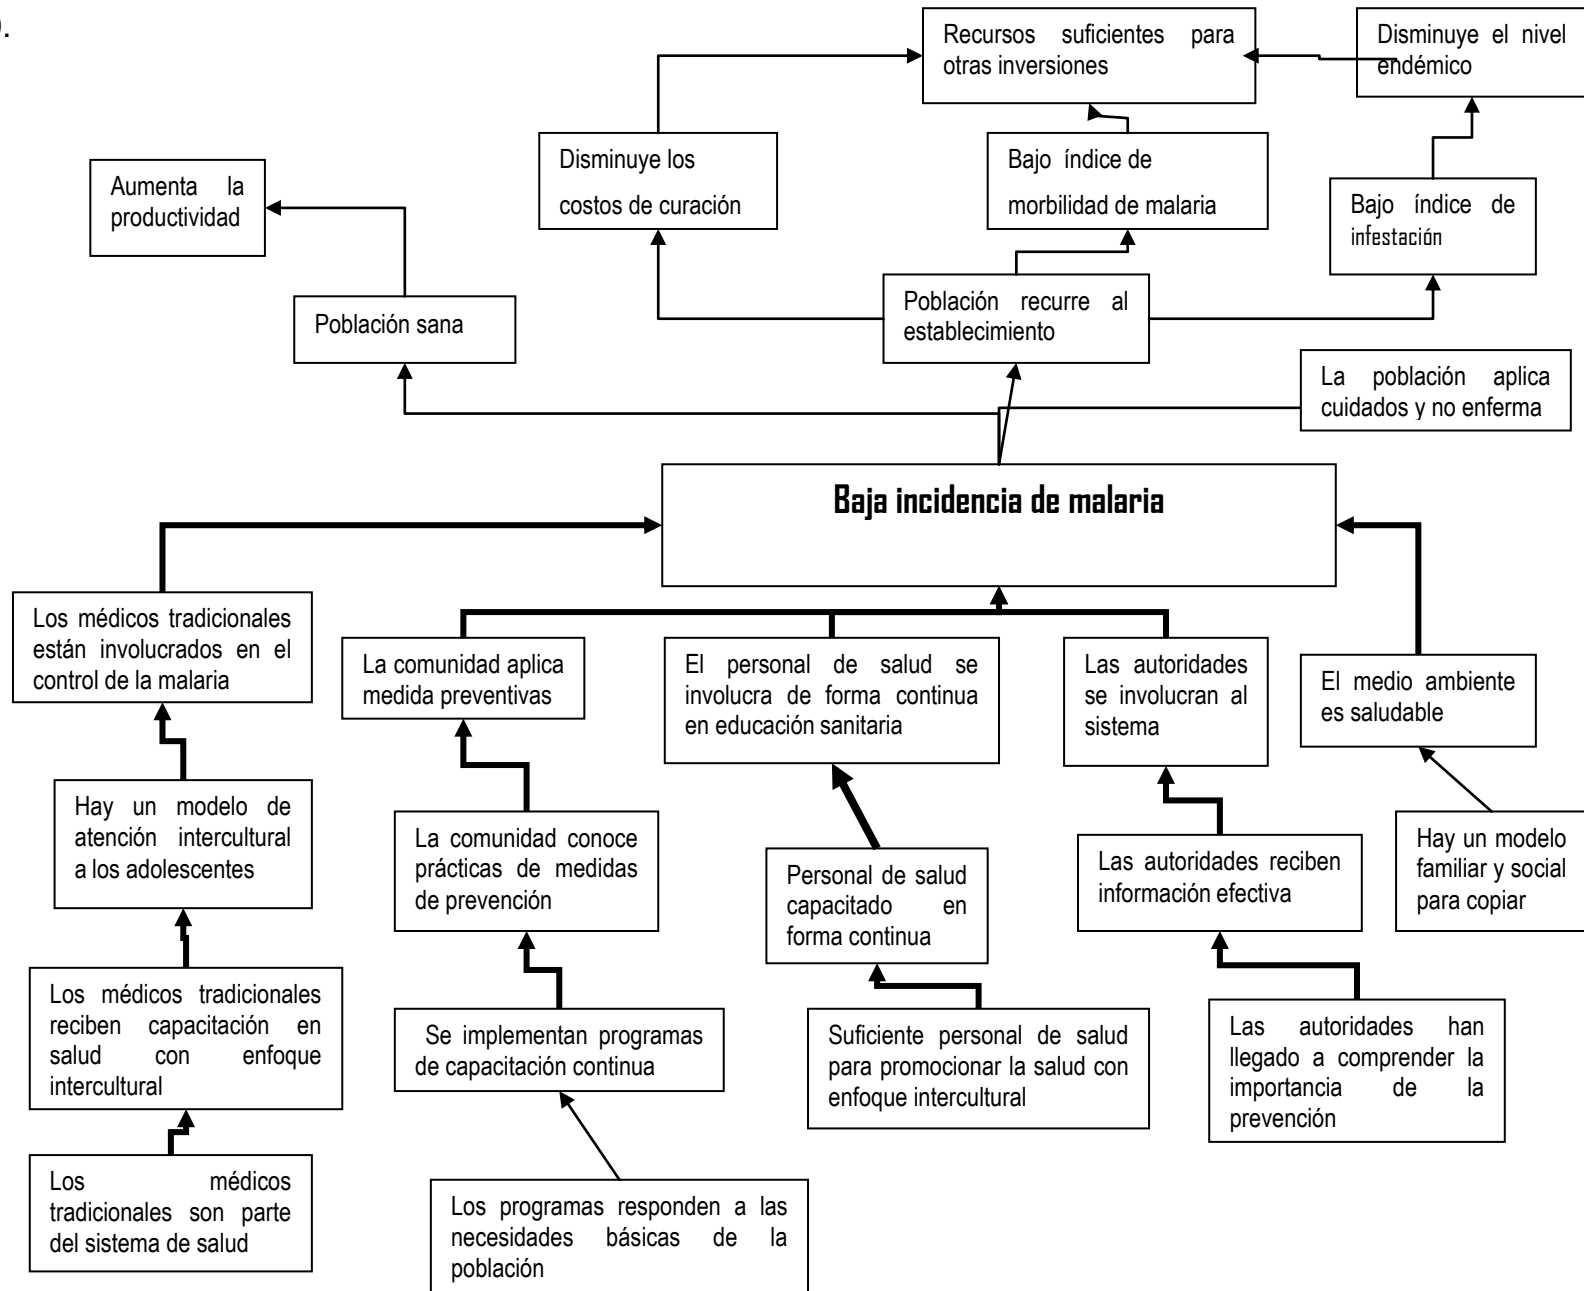 ).
Recursos suficientes para
otras inversiones
Disminuye el nivel
endémico
Disminuye los
costos de curación
Bajo índice de
morbilidad de malaria
Aumenta la
productividad
Bajo índice de
infestación
Población sana
Población recurre al
establecimiento
La población aplica
cuidados y no enferma
Baja incidencia de malaria
Los médicos tradicionales
están involucrados en el
control de la malaria
La comunidad aplica
medida preventivas
El personal de salud se
involucra de forma continua
en educación sanitaria
Las autoridades
se involucran al
sistema
El medio ambiente
es saludable
Hay un modelo de
atención intercultural
a los adolescentes
La comunidad conoce
prácticas de medidas
de prevención
Personal de salud
capacitado en
forma continua
Las autoridades reciben
información efectiva
Hay un modelo
familiar y social
para copiar
Los médicos tradicionales
reciben capacitación en
salud con enfoque
intercultural
Se implementan programas
de capacitación continua
Suficiente personal de salud
para promocionar la salud con
enfoque intercultural
Las autoridades han
llegado a comprender la
importancia de la
prevención
Los médicos
tradicionales son parte
del sistema de salud
Los programas responden a las
necesidades básicas de la
población